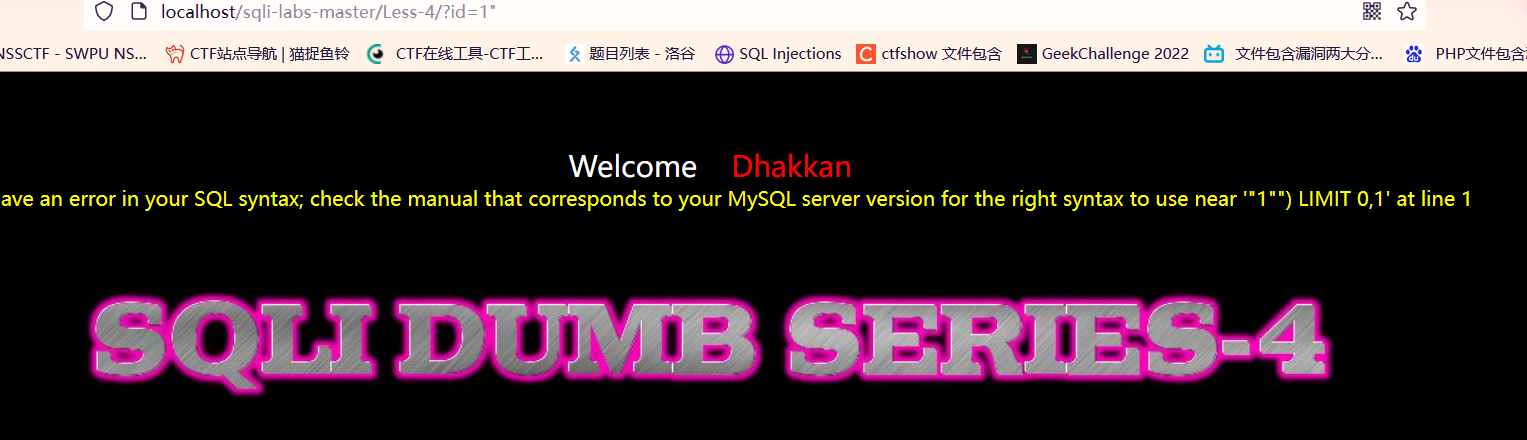 localhost/sqli-labs-master/Less-4/?id=1"
NSSCTF - SWPU NS... CTF站点导航 | 猫捉鱼铃 CTF在线工具-CTF工... 题目列表 - 洛谷 SQL Injections ctfshow 文件包含 GeekChallenge 2022 文件包含漏洞两大分... PHP文件包含
Welcome Dhakkan
ave an error in your SQL syntax; check the manual that corresponds to your MySQL server version for the right syntax to use near '"1"") LIMIT 0,1' at line 1
SQLI DUMB SERIES-4